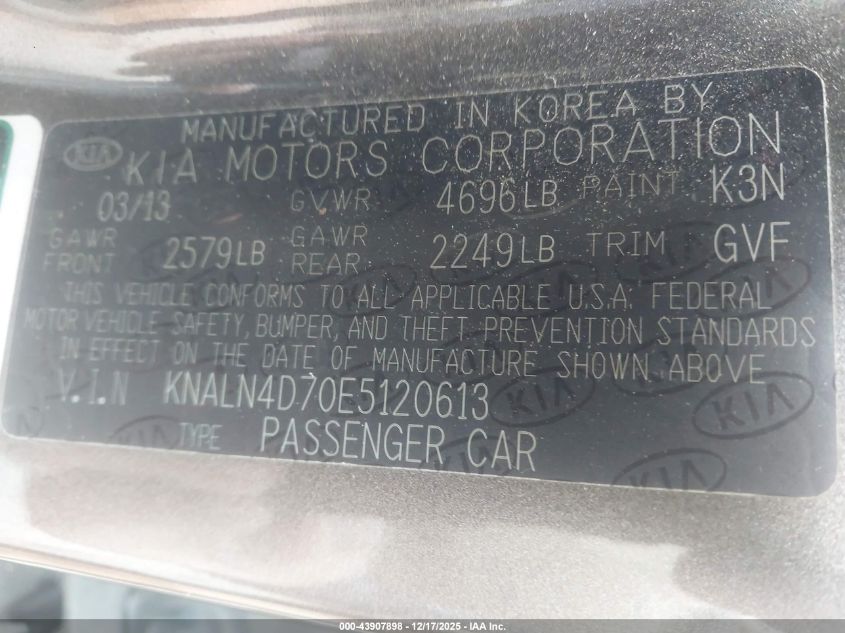 MANUFACTURED IN KOREA BY
KIA KIA MOTORS CORPORATION
03/13 GVWR 4696LB PAINT K3N
GAWR FRONT 2579LB GAWR REAR 2249LB TRIM GVF
THIS VEHICLE CONFORMS TO ALL APPLICABLE U.S.A. FEDERAL
MOTOR VEHICLE SAFETY, BUMPER, AND THEFT PREVENTION STANDARDS
IN EFFECT ON THE DATE OF MANUFACTURE SHOWN ABOVE
V.I.N KNALN4D70E5120613
TYPE PASSENGER CAR
000-43907898 - 12/17/2025 - IAA Inc.